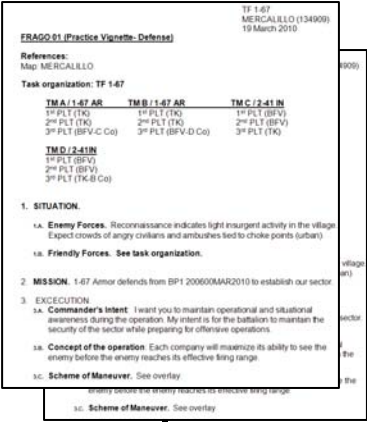 TF 1-67
MERCALILLO (134909)
19 March 2010
FRAGO 01 (Practice Vignette- Defense)
References:
Map MERCALILLO
Task organization: TF 1-67
TM A / 1-67 AR TM B / 1-67 AR TM C / 2-41 IN
1st PLT (TK) 1st PLT (TK) 1st PLT (BFV)
2nd PLT (TK) 2nd PLT (TK) 2nd PLT (BFV)
3rd PLT (BFV-C Co) 3rd PLT (BFV-D Co) 3rd PLT (TK)
TM D / 2-41IN
1st PLT (BFV)
2nd PLT (BFV)
3rd PLT (TK-B Co)
1. SITUATION.
1.A. Enemy Forces. Reconnaissance indicates light insurgent activity in the village.
Expect crowds of angry civilians and ambushes tied to choke points (urban)
1.B. Friendly Forces. See task organization.
2 MISSION. 1-67 Armor defends from BP1 200600MAR2010 to establish our sector.
3. EXCECUTION.
3.A. Commander's Intent I want you to maintain operational and situational
awareness during the operation. My intent is for the battalion to maintain the
security of the sector while preparing for offensive operations.
3.B. Concept of the operation. Each company will maximize its ability to see the
enemy before the enemy reaches its effective firing range.
3.C. Scheme of Maneuver. See overlay
4909)
village
an)
sector.
the
the
enemy before the enemy reaches its effective firing range.
3.C. Scheme of Maneuver. See overlay